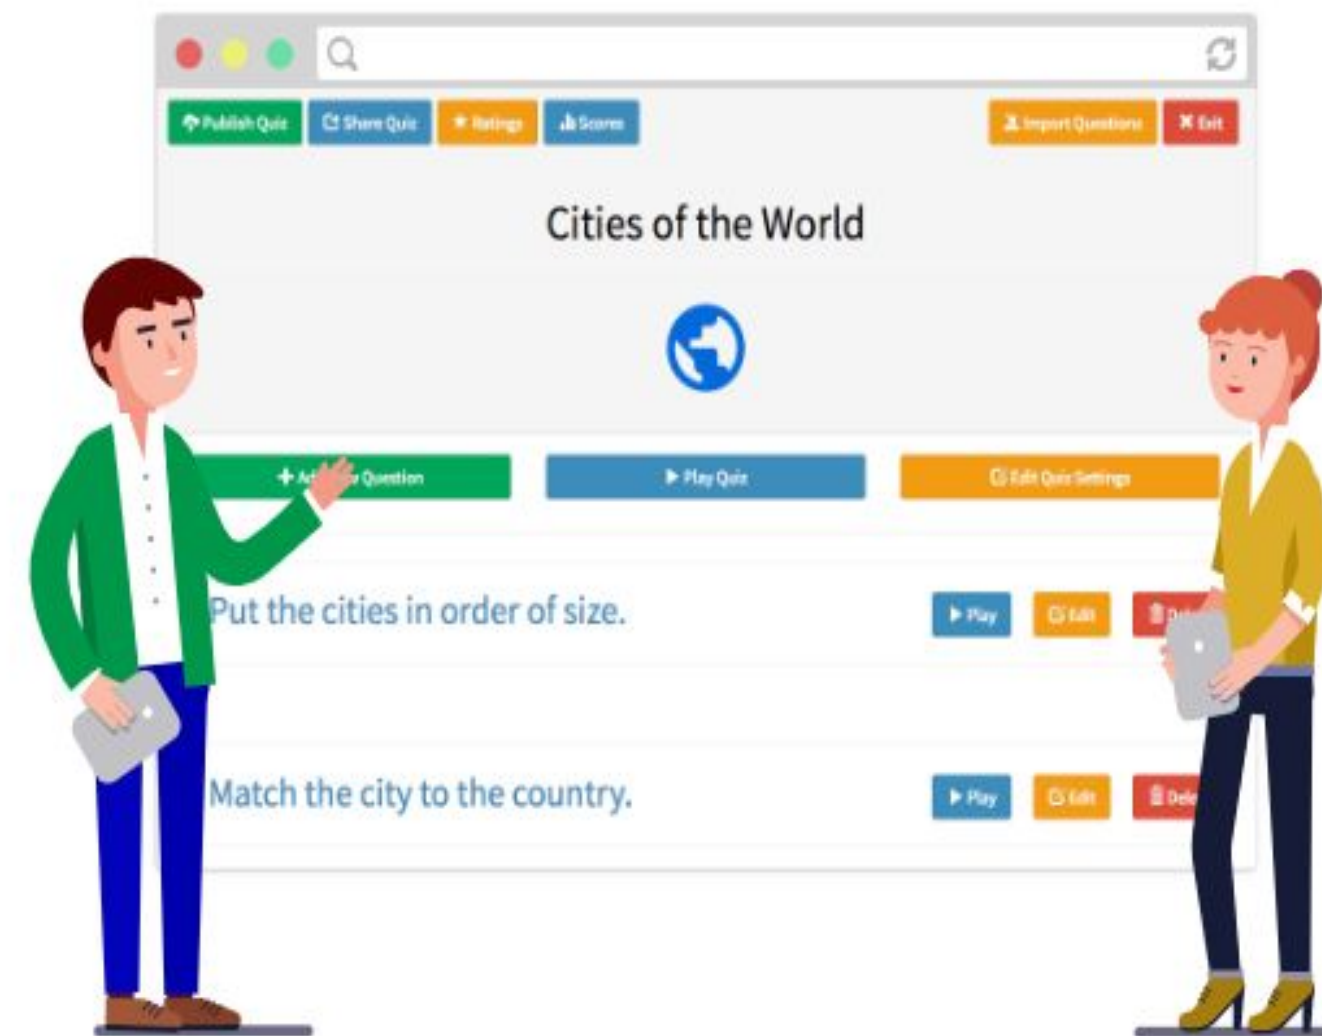 Publish Quiz Share Quiz Ratings Scores Import Questions Exit
Cities of the World
Question Play Quiz Edit Quiz Settings
Put the cities in order of size.
Play Edit
Match the city to the country.
Play Edit